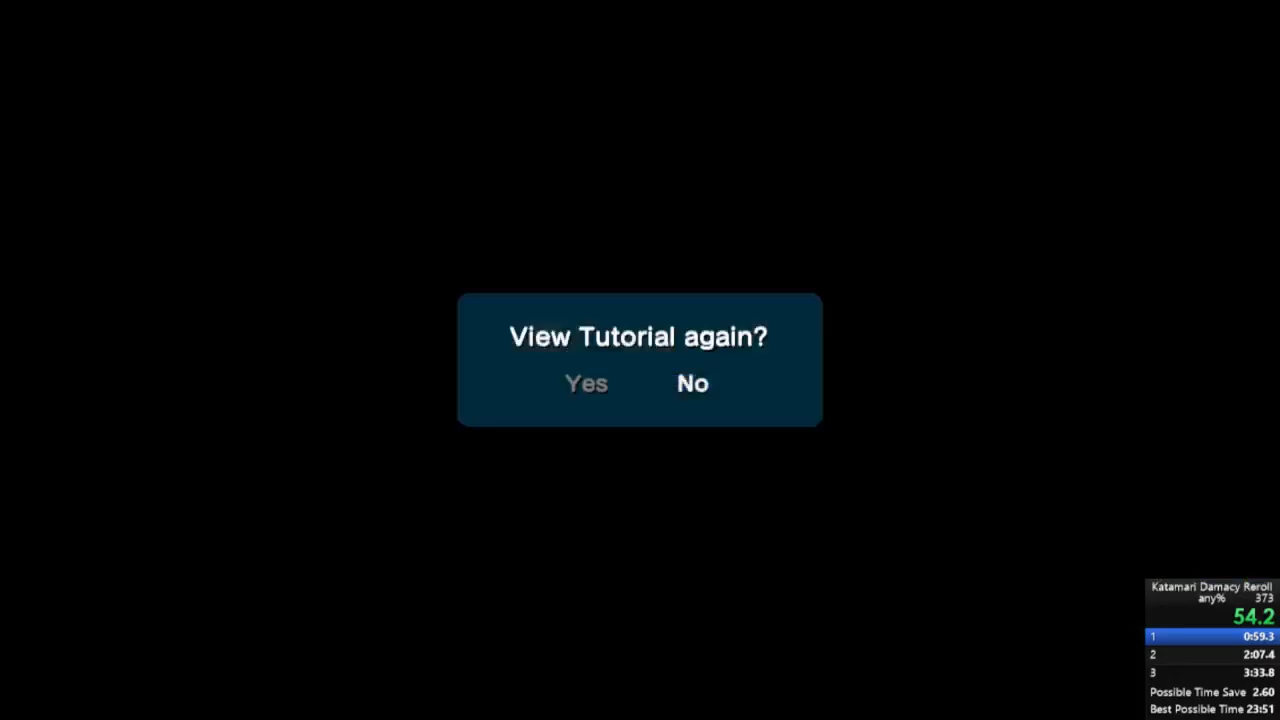 View Tutorial again?
Yes No
Katamari Damacy Reroll
any% 373
54.2
1 0:59.3
2 2:07.4
3 3:33.8
Possible Time Save 2.60
Best Possible Time 23:51